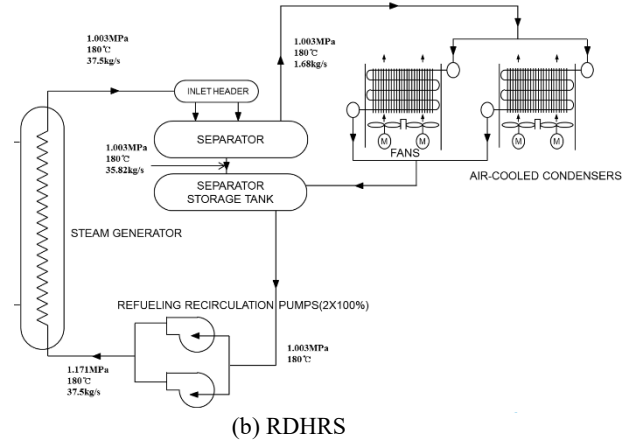 1.003MPa
180℃
37.5kg/s
1.003MPa
180℃
1.68kg/s
INLET HEADER
SEPARATOR
1.003MPa
180℃
35.82kg/s
SEPARATOR
STORAGE TANK
M
M
M
M
FANS
AIR-COOLED CONDENSERS
STEAM GENERATOR
REFUELING RECIRCULATION PUMPS(2X100%)
1.003MPa
180℃
1.171MPa
180℃
37.5kg/s
(b) RDHRS